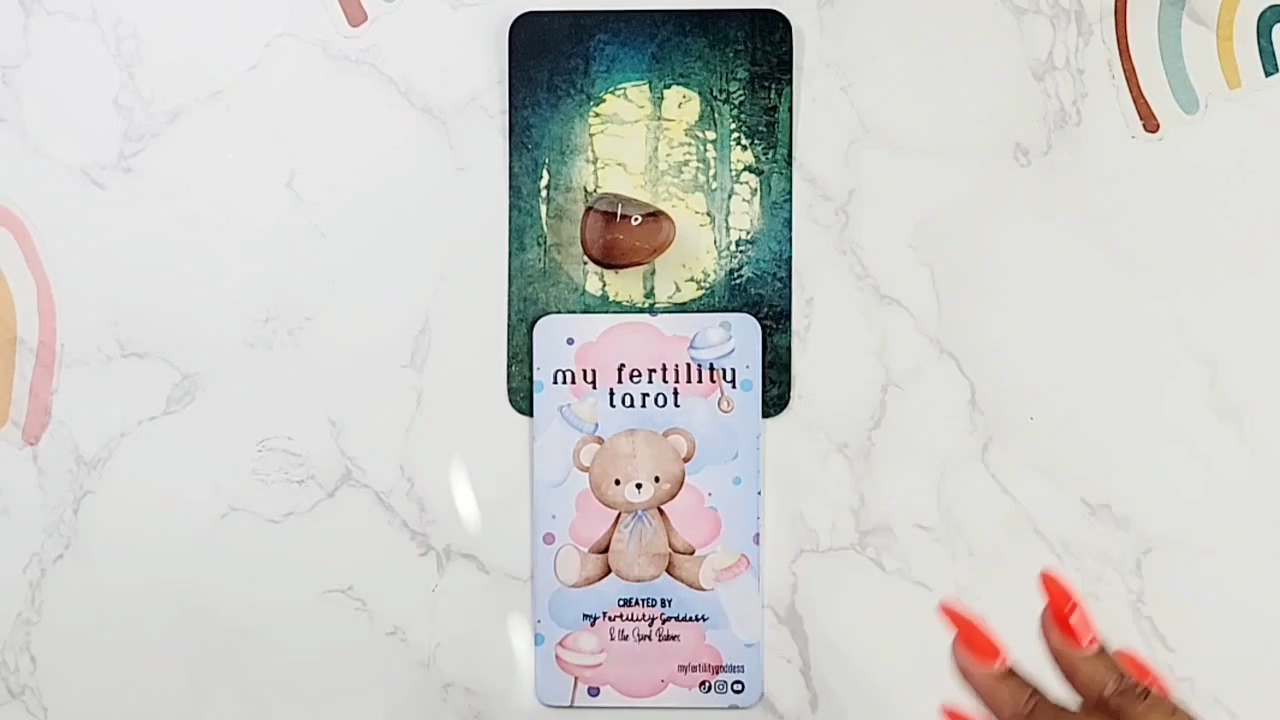 my fertility
tarot
CREATED BY
my Fertility Goddess
& the Spirit Babies
myfertilitygoddess